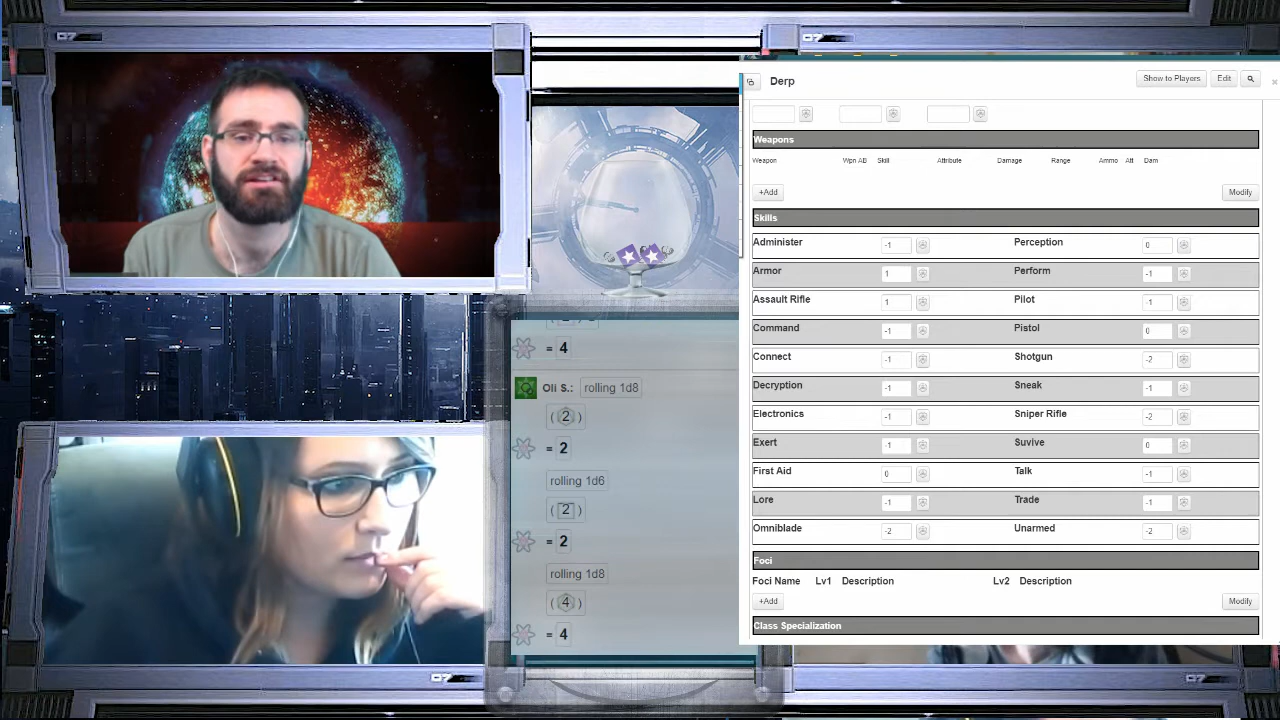 07
07
Derp
Show to Players
Edit
Weapons
Weapon Wpn AB Skill Attribute Damage Range Ammo Att Dam
+Add
Modify
Skills
Administer -1 Perception 0
Armor 1 Perform -1
Assault Rifle 1 Pilot -1
Command -1 Pistol 0
Connect -1 Shotgun -2
Decryption -1 Sneak -1
Electronics -1 Sniper Rifle -2
Exert -1 Suvive 0
First Aid 0 Talk -1
Lore -1 Trade -1
Omniblade -2 Unarmed -2
Foci
Foci Name Lv1 Description Lv2 Description
+Add
Modify
Class Specialization
= 4
Oli S.: rolling 1d8
(2)
= 2
rolling 1d6
(2)
= 2
rolling 1d8
(4)
= 4
07
07